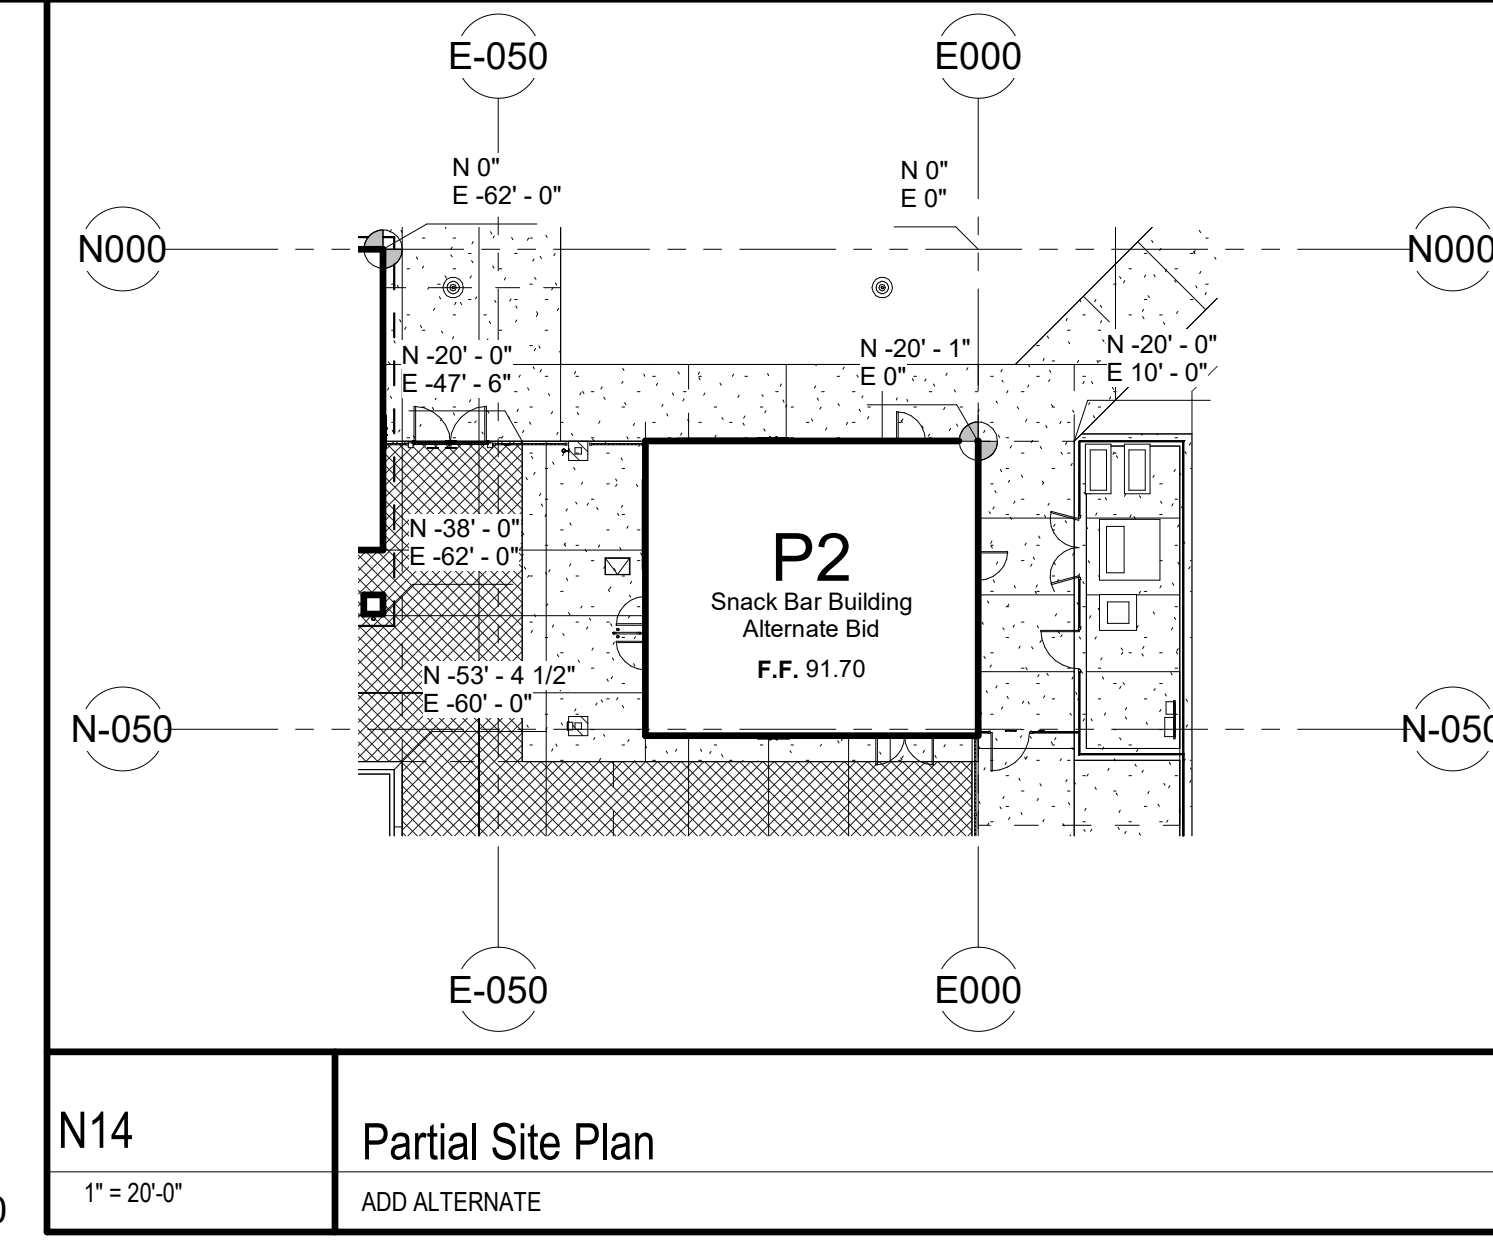 E-050
E000
N 0"
E -62' - 0"
N 0"
E 0"
N000
N000
N -20' - 0"
E -47' - 6"
N -20' - 1"
E 0"
N -20' - 0"
E 10' - 0"
N -38' - 0"
E -62' - 0"
P2
Snack Bar Building
Alternate Bid
F.F. 91.70
N -53' - 4 1/2"
E -60' - 0"
N-050
N-050
E-050
E000
N14
Partial Site Plan
1" = 20'-0"
ADD ALTERNATE